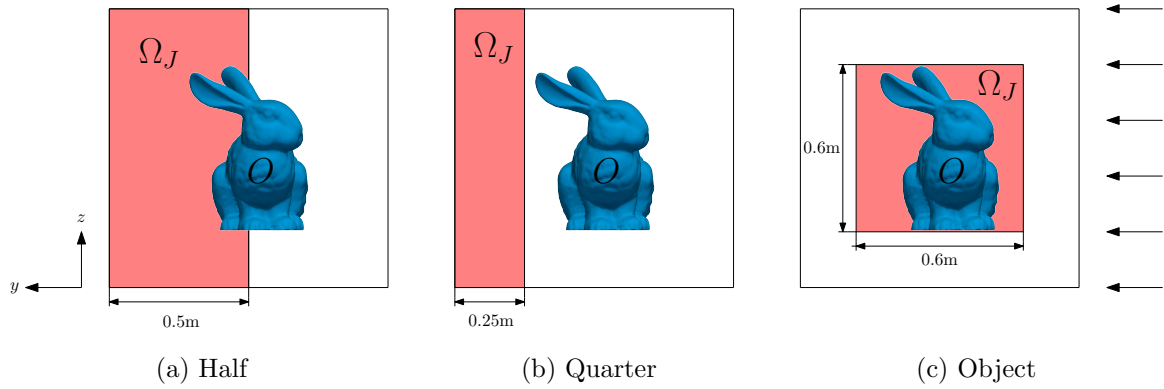 Ω_J
O
z
y
0.5m
(a) Half
Ω_J
O
0.25m
(b) Quarter
Ω_J
O
0.6m
0.6m
(c) Object